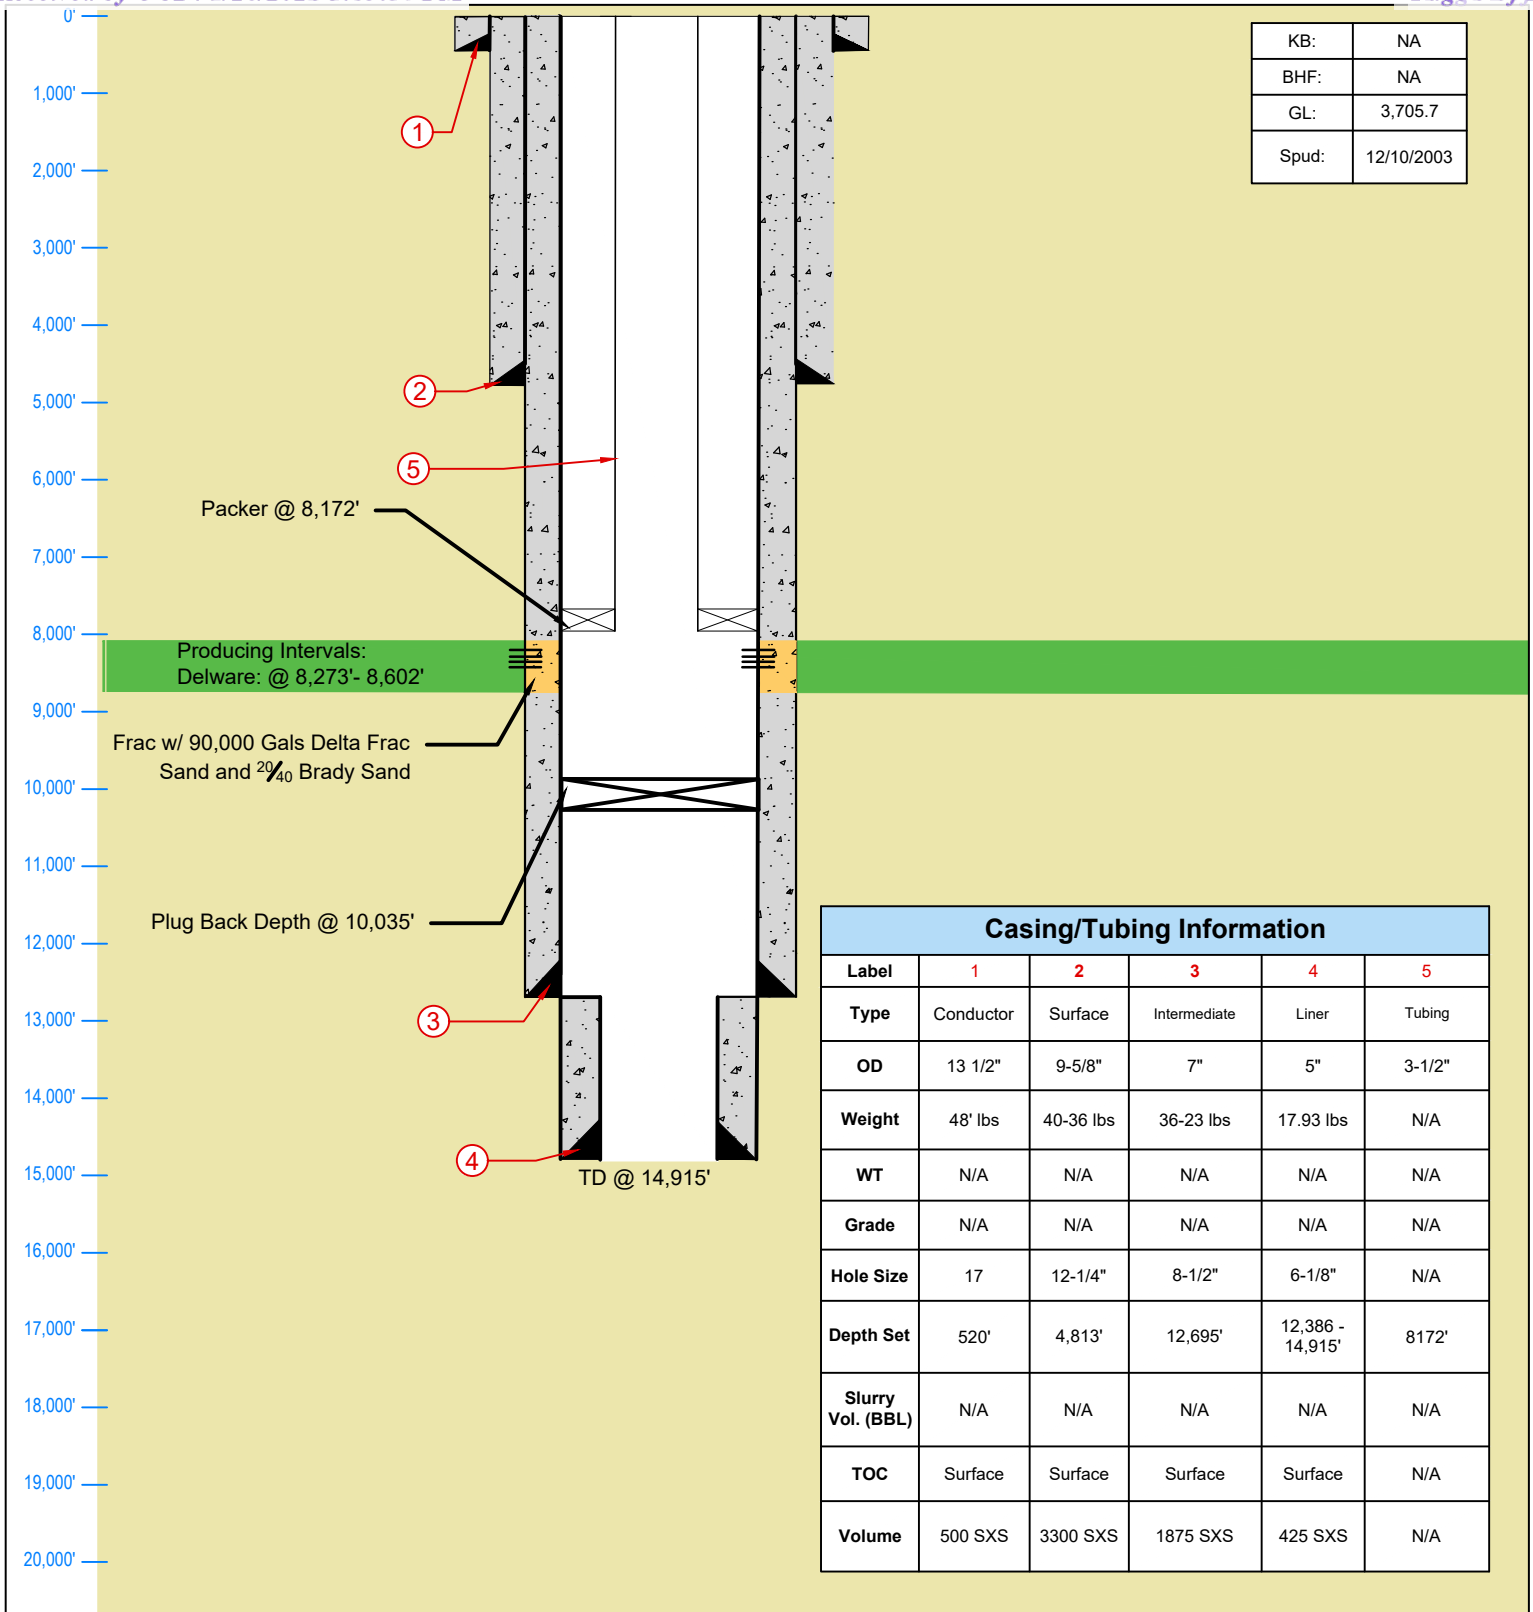 0'
1,000'
2,000'
3,000'
4,000'
5,000'
6,000'
7,000'
8,000'
9,000'
10,000'
11,000'
12,000'
13,000'
14,000'
15,000'
16,000'
17,000'
18,000'
19,000'
20,000'
KB: NA
BHF: NA
GL: 3,705.7
Spud: 12/10/2003
1
2
5
Packer @ 8,172'
Producing Intervals:
Delware: @ 8,273'- 8,602'
Frac w/ 90,000 Gals Delta Frac
Sand and 20/40 Brady Sand
Plug Back Depth @ 10,035'
3
4
TD @ 14,915'
Casing/Tubing Information
Label 1 2 3 4 5
Type Conductor Surface Intermediate Liner Tubing
OD 13 1/2" 9-5/8" 7" 5" 3-1/2"
Weight 48' lbs 40-36 lbs 36-23 lbs 17.93 lbs N/A
WT N/A N/A N/A N/A N/A
Grade N/A N/A N/A N/A N/A
Hole Size 17 12-1/4" 8-1/2" 6-1/8" N/A
Depth Set 520' 4,813' 12,695' 12,386 - 14,915' 8172'
Slurry Vol. (BBL) N/A N/A N/A N/A N/A
TOC Surface Surface Surface Surface N/A
Volume 500 SXS 3300 SXS 1875 SXS 425 SXS N/A